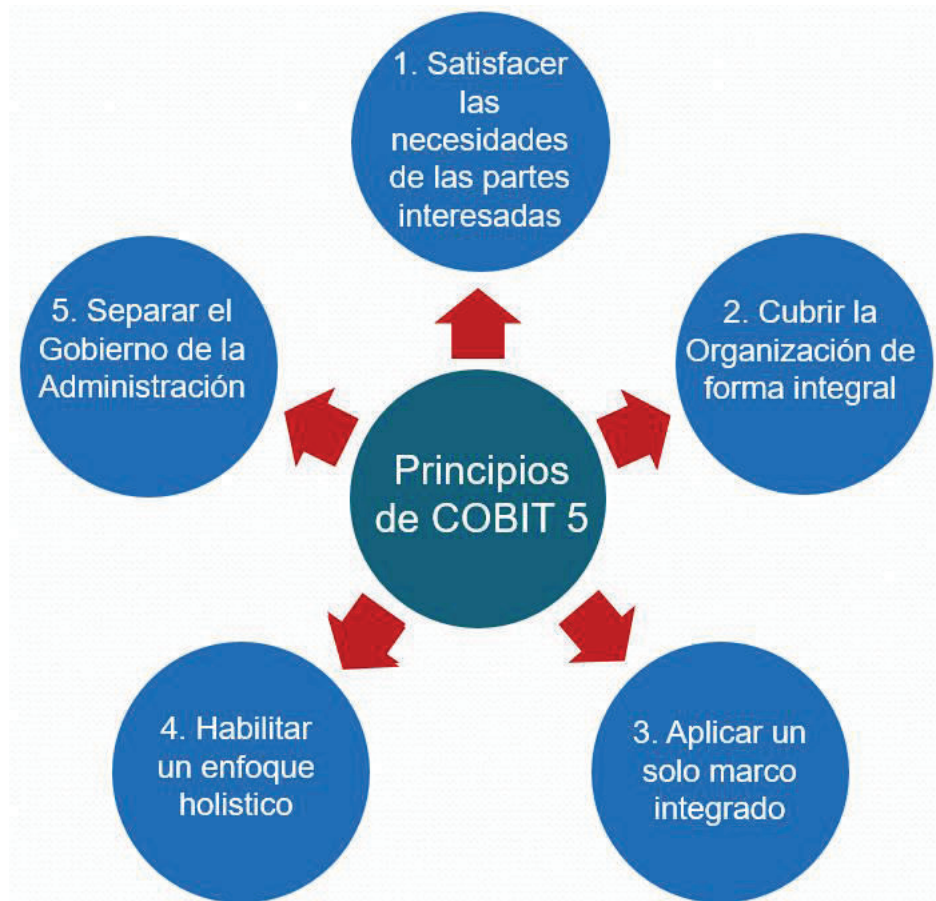 1. Satisfacer
las
necesidades
de las partes
interesadas
2. Cubrir la
Organización de
forma integral
3. Aplicar un
solo marco
integrado
4. Habilitar
un enfoque
holistico
5. Separar el
Gobierno de la
Administración
Principios
de COBIT 5